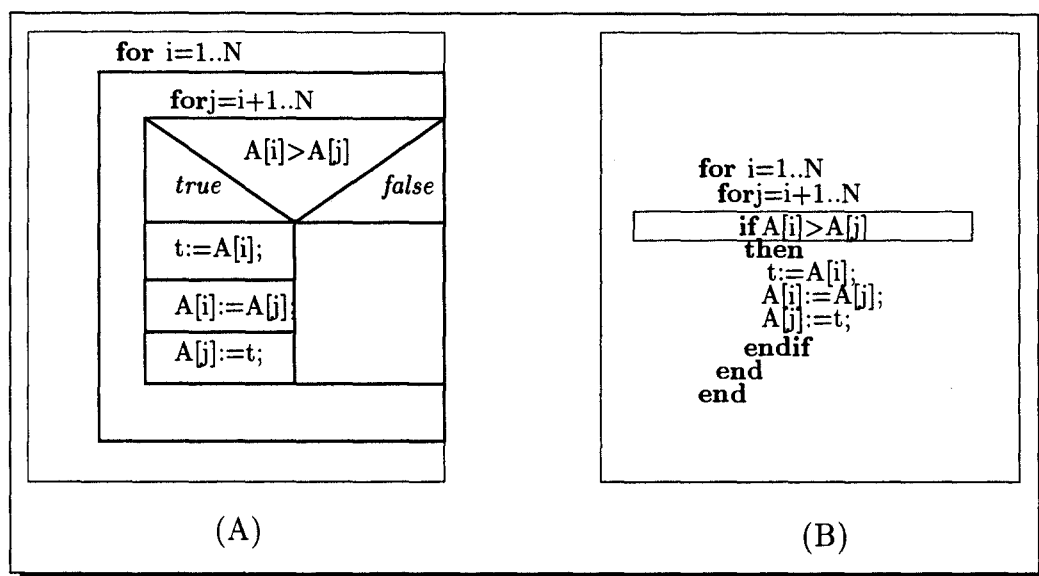 for i=1..N
forj=i+1..N
A[i]>A[j]
true false
t:=A[i];
A[i]:=A[j];
A[j]:=t;
(A)
for i=1..N
forj=i+1..N
if A[i]>A[j]
then
t:=A[i];
A[i]:=A[j];
A[j]:=t;
endif
end
end
(B)